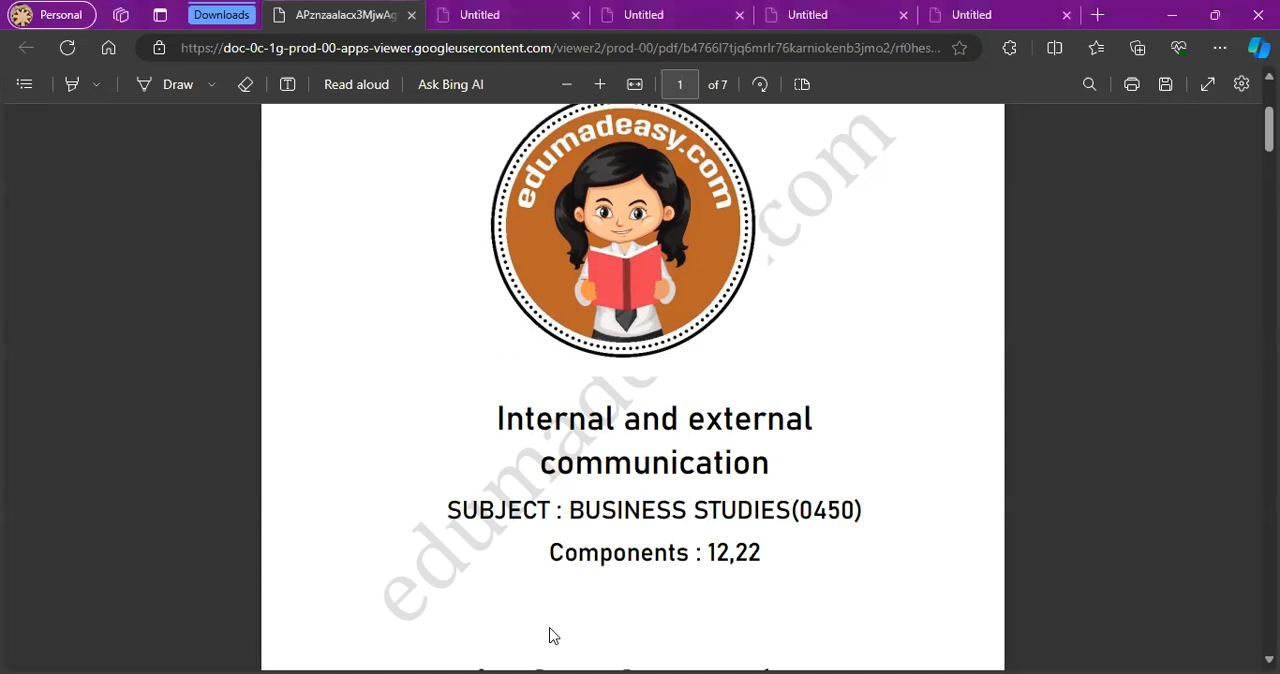 Personal
Downloads
APznzaalacx3MjwAg
Untitled
Untitled
Untitled
Untitled
https://doc-0c-1g-prod-00-apps-viewer.googleusercontent.com/viewer2/prod-00/pdf/b4766l7tjq6mrlr76karniokenb3jmo2/rf0hes...
Draw
Read aloud
Ask Bing AI
1
of 7
edumadeasy.com
Internal and external
communication
SUBJECT : BUSINESS STUDIES(0450)
Components : 12,22